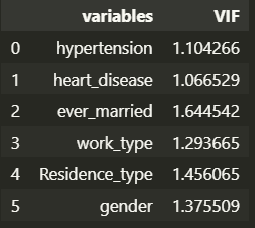 variables VIF
0 hypertension 1.104266
1 heart_disease 1.066529
2 ever_married 1.644542
3 work_type 1.293665
4 Residence_type 1.456065
5 gender 1.375509